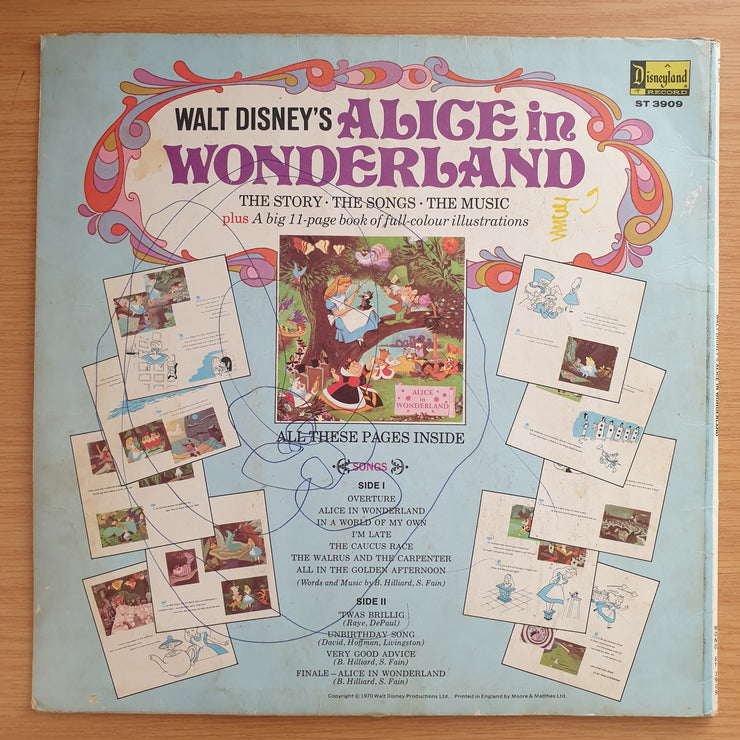 Disneyland
RECORD
ST 3909
WALT DISNEY'S ALICE in
WONDERLAND
THE STORY · THE SONGS · THE MUSIC
plus A big 11-page book of full-colour illustrations
ALICE
in
WONDERLAND
ALL THESE PAGES INSIDE
SONGS
SIDE I
OVERTURE
ALICE IN WONDERLAND
IN A WORLD OF MY OWN
I'M LATE
THE CAUCUS RACE
THE WALRUS AND THE CARPENTER
ALL IN THE GOLDEN AFTERNOON
(Words and Music by B. Hilliard, S. Fain)
SIDE II
'TWAS BRILLIG
(Raye, DePaul)
UNBIRTHDAY SONG
(David, Hoffman, Livingston)
VERY GOOD ADVICE
(B. Hilliard, S. Fain)
FINALE – ALICE IN WONDERLAND
(B. Hilliard, S. Fain)
Copyright © 1970 Walt Disney Productions Ltd. Printed in England by Moore & Matthes Ltd.
WALT DISNEY'S ALICE IN WONDERLAND